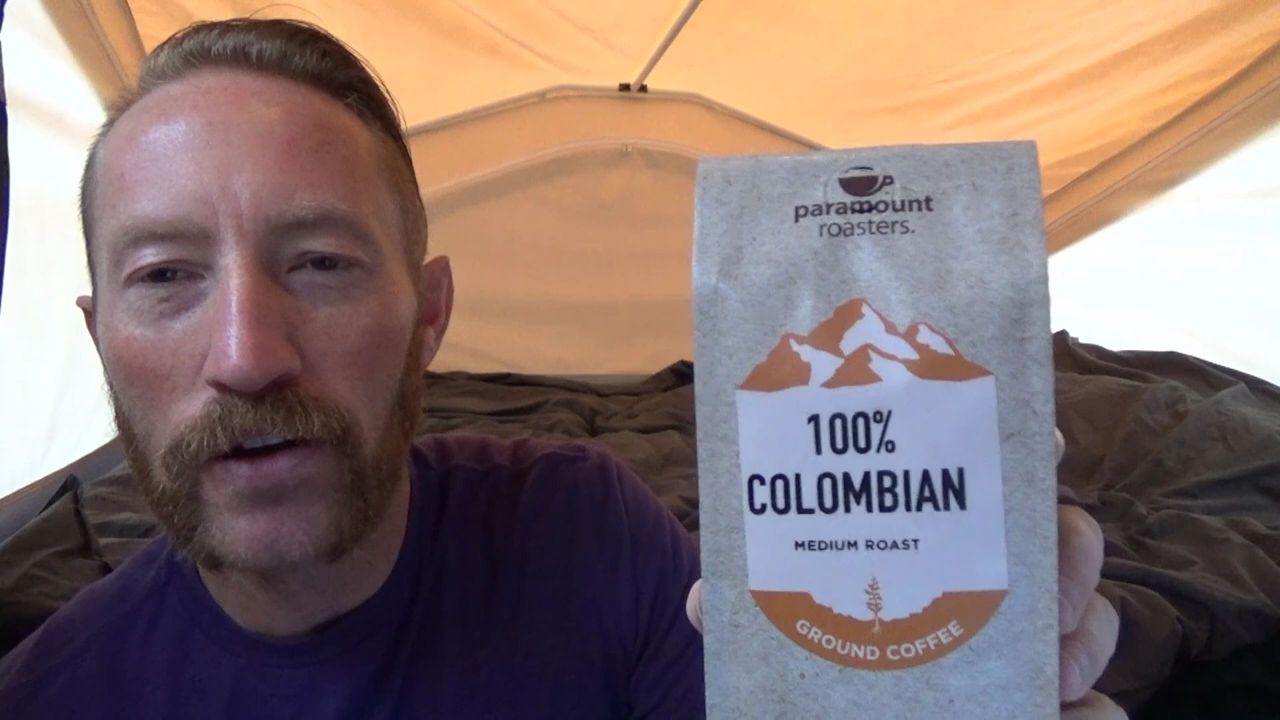 paramount
roasters.
100%
COLOMBIAN
MEDIUM ROAST
GROUND COFFEE